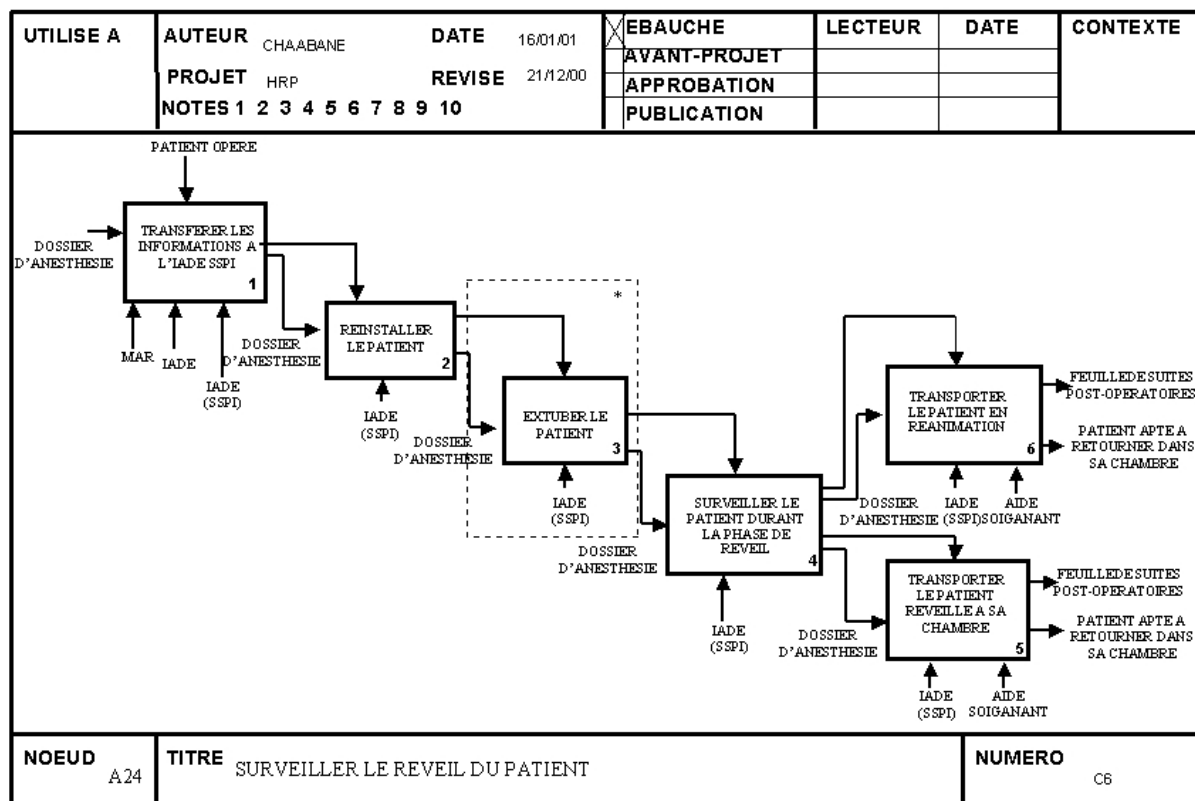 UTILISE A
AUTEUR CHAABANE DATE 16/01/01
PROJET HRP REVISE 21/12/00
NOTES 1 2 3 4 5 6 7 8 9 10
EBAUCHE
AVANT-PROJET
APPROBATION
PUBLICATION
LECTEUR
DATE
CONTEXTE
PATIENT OPERE
DOSSIER
D'ANESTHESIE
TRANSFERER LES
INFORMATIONS A
L'IADE SSPI
1
MAR
IADE
IADE
(SSPI)
DOSSIER
D'ANESTHESIE
REINSTALLER
LE PATIENT
2
IADE
(SSPI)
*
DOSSIER
D'ANESTHESIE
EXTUBER LE
PATIENT
3
IADE
(SSPI)
DOSSIER
D'ANESTHESIE
SURVEILLER LE
PATIENT DURANT
LA PHASE DE
REVEIL
4
IADE
(SSPI)
DOSSIER
D'ANESTHESIE
TRANSPORTER
LE PATIENT EN
REANIMATION
6
IADE
(SSPI)
AIDE
SOIGANANT
FEUILLE DE SUITES
POST-OPERATOIRES
PATIENT APTE A
RETOURNER DANS
SA CHAMBRE
DOSSIER
D'ANESTHESIE
TRANSPORTER
LE PATIENT
REVEILLE A SA
CHAMBRE
5
IADE
(SSPI)
AIDE
SOIGANANT
FEUILLE DE SUITES
POST-OPERATOIRES
PATIENT APTE A
RETOURNER DANS
SA CHAMBRE
NOEUD A24
TITRE SURVEILLER LE REVEIL DU PATIENT
NUMERO C6